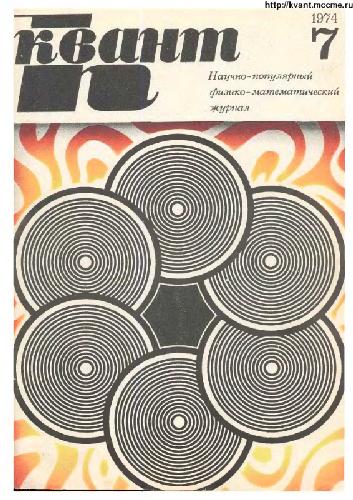 http://kvant.mccme.ru
квант
1974
7
Научно-популярный
физико-математический
журнал